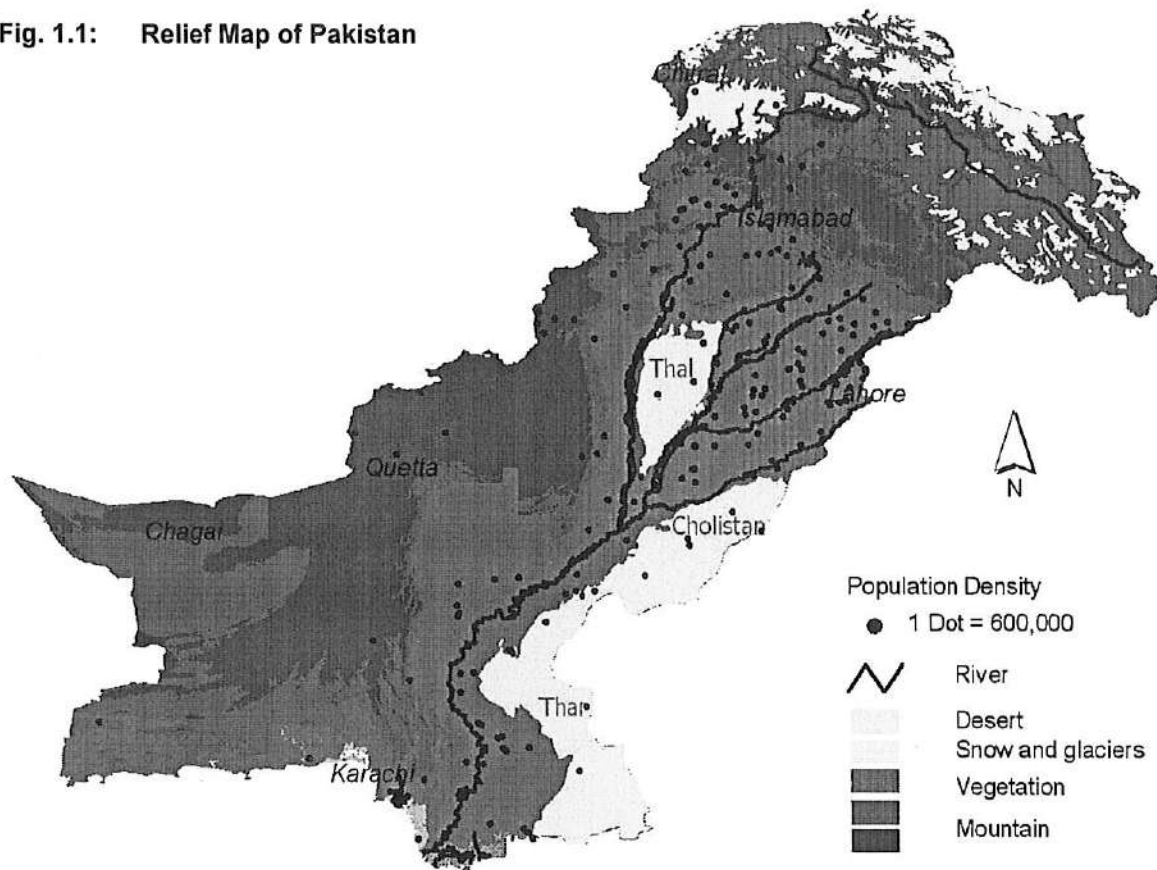 Fig. 1.1: Relief Map of Pakistan
Chitral
Islamabad
Thal
Lahore
Quetta
N
Chagai
Cholistan
Population Density
1 Dot = 600,000
River
Thar
Desert
Snow and glaciers
Karachi
Vegetation
Mountain